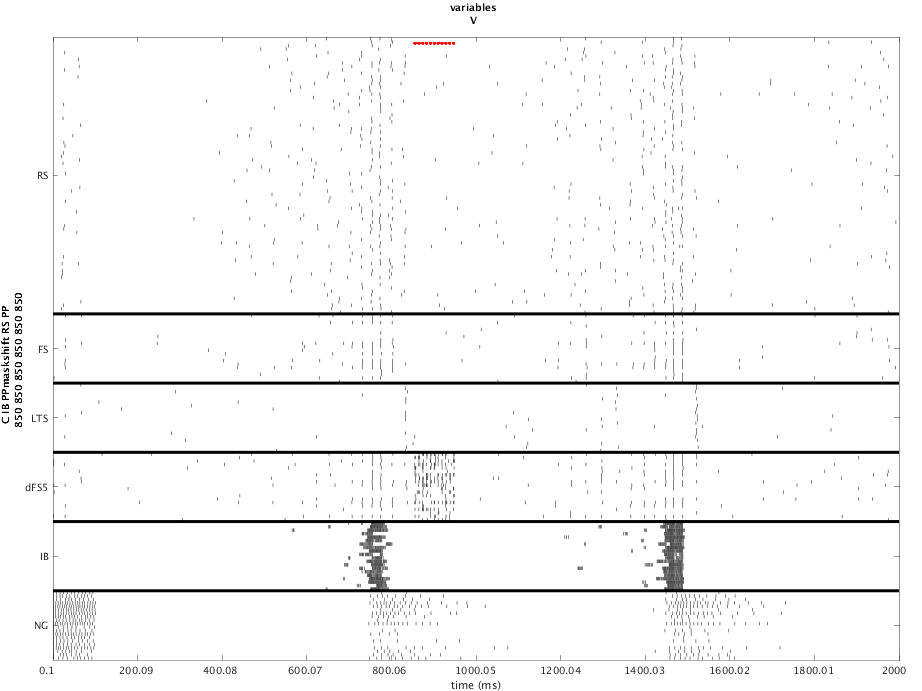 variables
V
C IB PPmaskshift RS PP
850 850 850 850 850 850
RS
FS
LTS
dFS5
IB
NG
0.1 200.09 400.08 600.07 800.06 1000.05 1200.04 1400.03 1600.02 1800.01 2000
time (ms)